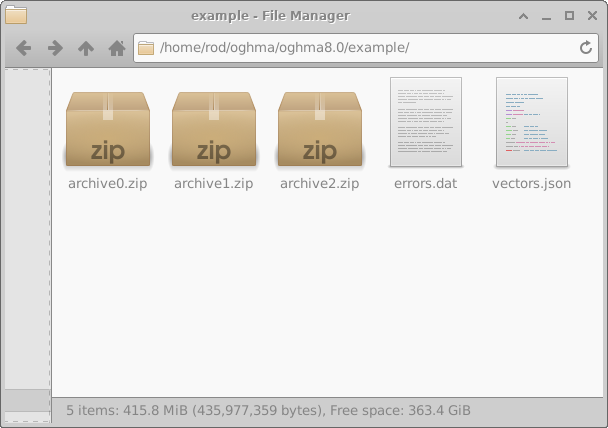 example - File Manager
/home/rod/oghma/oghma8.0/example/
zip zip zip
archive0.zip archive1.zip archive2.zip errors.dat vectors.json
5 items: 415.8 MiB (435,977,359 bytes), Free space: 363.4 GiB